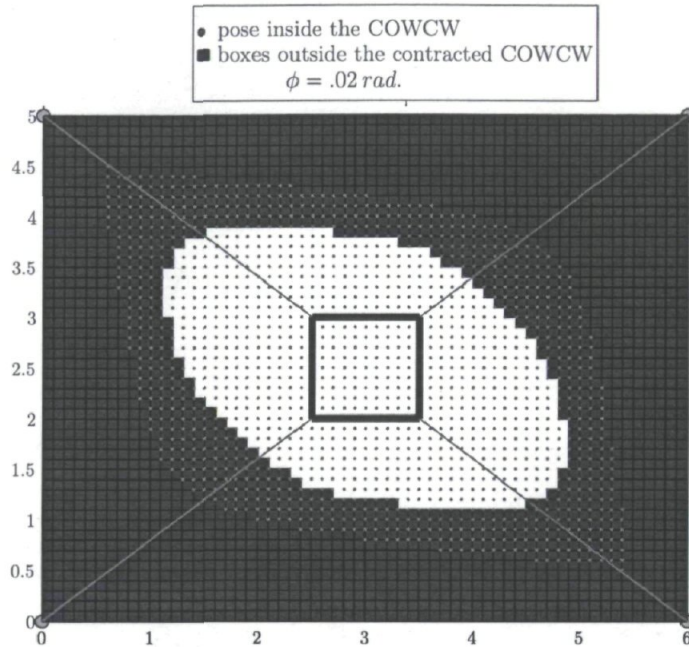 pose inside the COWCW
boxes outside the contracted COWCW
ϕ = .02 rad.
5
4.5
4
3.5
3
2.5
2
1.5
1
0.5
0
0 1 2 3 4 5 6